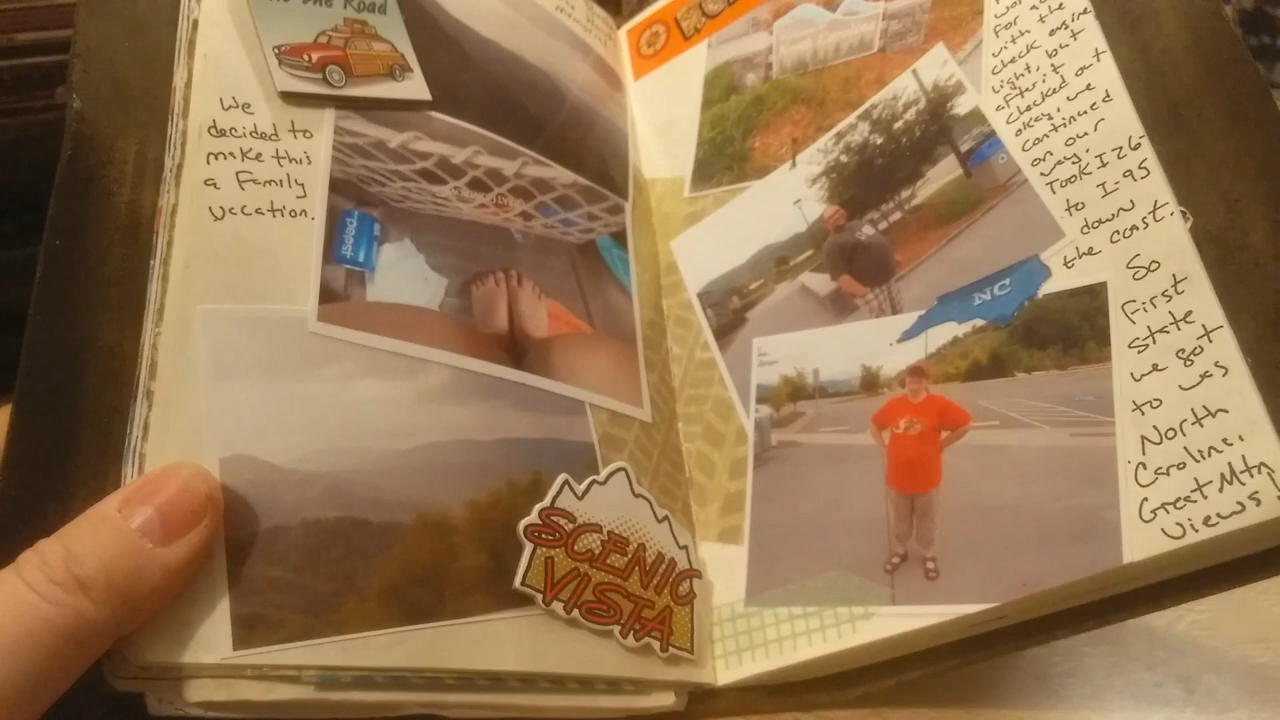 the Road
We
decided to
make this
a Family
vacation.
pepsi
SCENIC
VISTA
for
with the
check engine
light, but
after it
checked out
okay, we
continued
on our
way.
Took I 26
to I-95
down
the coast.
NC
So
First
State
we got
to was
North
Carolina.
Great Mtn
Views!